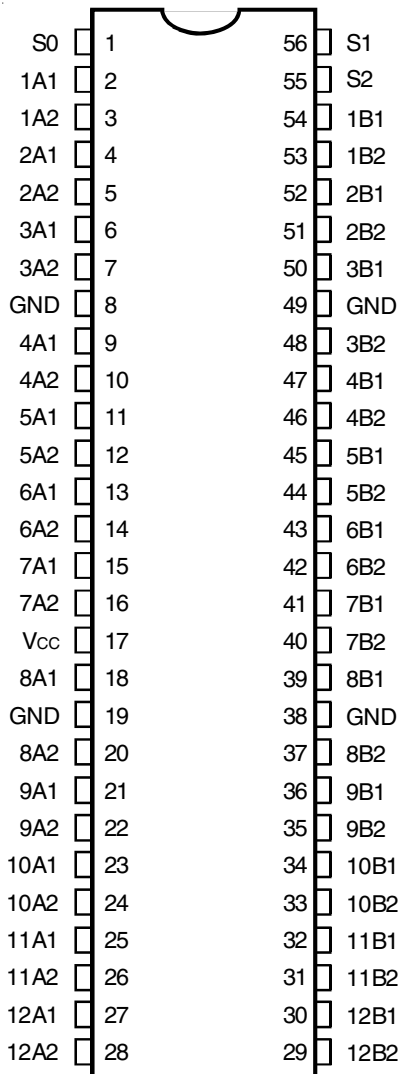 S0 1 56 S1
1A1 2 55 S2
1A2 3 54 1B1
2A1 4 53 1B2
2A2 5 52 2B1
3A1 6 51 2B2
3A2 7 50 3B1
GND 8 49 GND
4A1 9 48 3B2
4A2 10 47 4B1
5A1 11 46 4B2
5A2 12 45 5B1
6A1 13 44 5B2
6A2 14 43 6B1
7A1 15 42 6B2
7A2 16 41 7B1
VCC 17 40 7B2
8A1 18 39 8B1
GND 19 38 GND
8A2 20 37 8B2
9A1 21 36 9B1
9A2 22 35 9B2
10A1 23 34 10B1
10A2 24 33 10B2
11A1 25 32 11B1
11A2 26 31 11B2
12A1 27 30 12B1
12A2 28 29 12B2